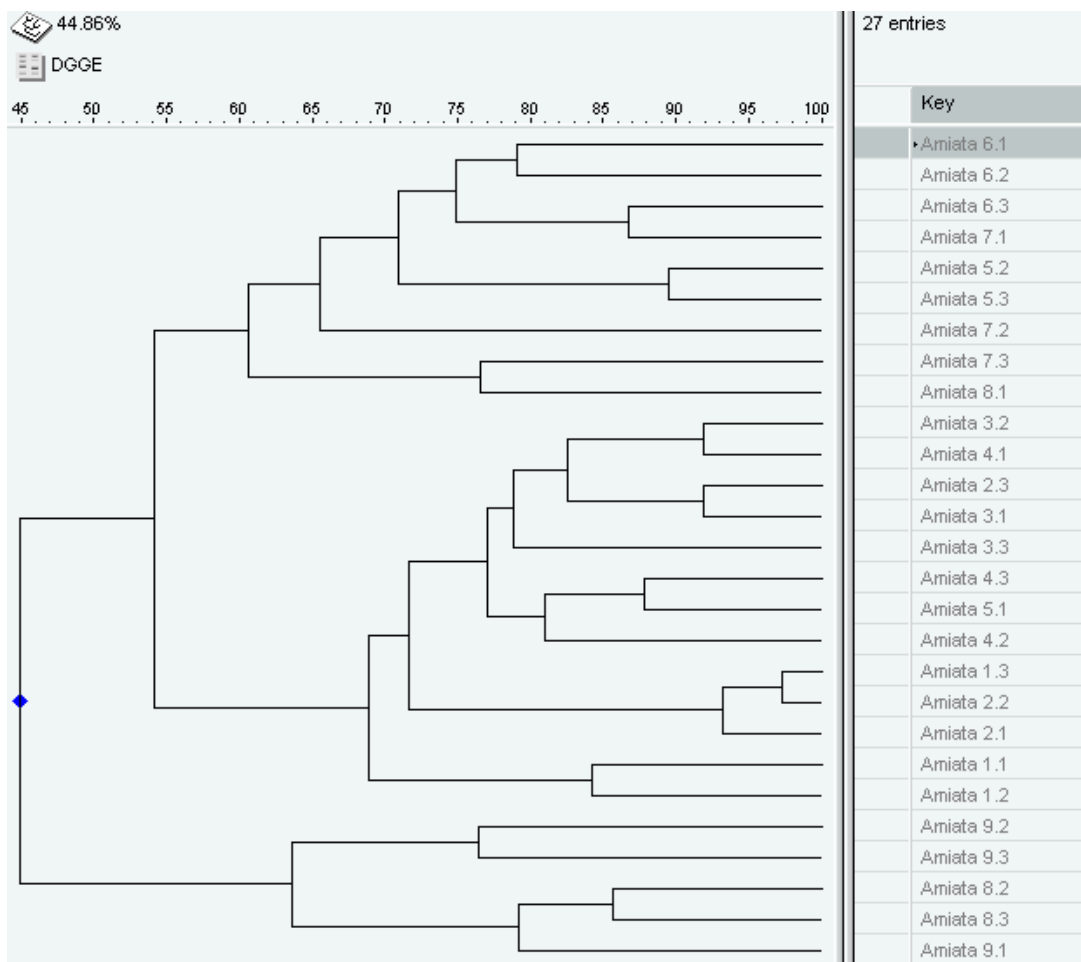 44.86%
27 entries
DGGE
45 50 55 60 65 70 75 80 85 90 95 100
Key
Amiata 6.1
Amiata 6.2
Amiata 6.3
Amiata 7.1
Amiata 5.2
Amiata 5.3
Amiata 7.2
Amiata 7.3
Amiata 8.1
Amiata 3.2
Amiata 4.1
Amiata 2.3
Amiata 3.1
Amiata 3.3
Amiata 4.3
Amiata 5.1
Amiata 4.2
Amiata 1.3
Amiata 2.2
Amiata 2.1
Amiata 1.1
Amiata 1.2
Amiata 9.2
Amiata 9.3
Amiata 8.2
Amiata 8.3
Amiata 9.1